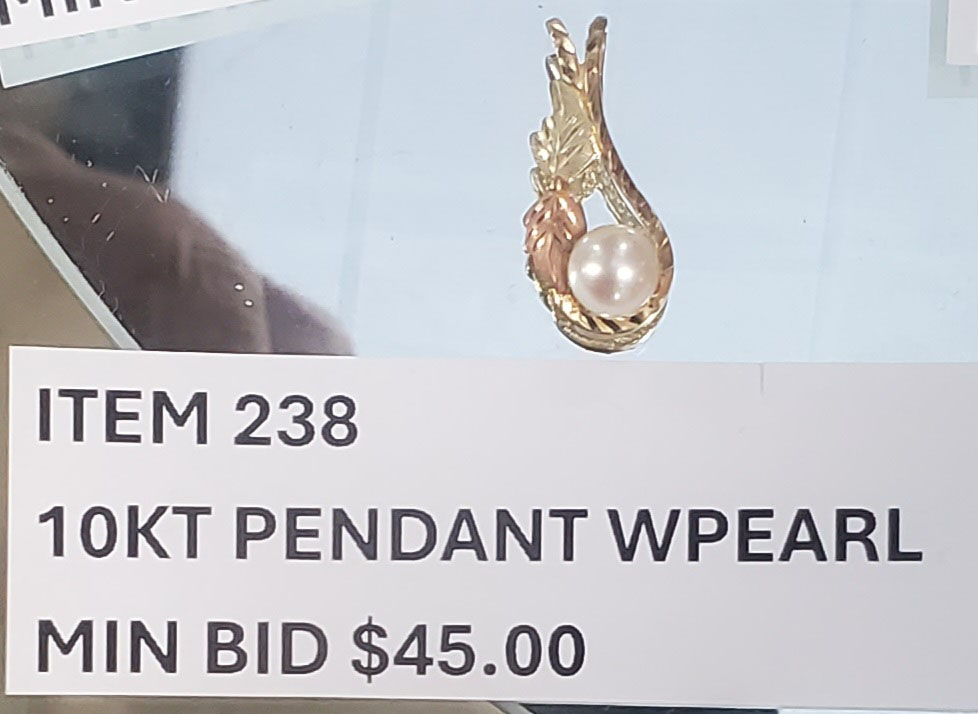 ITEM 238
10KT PENDANT WPEARL
MIN BID $45.00